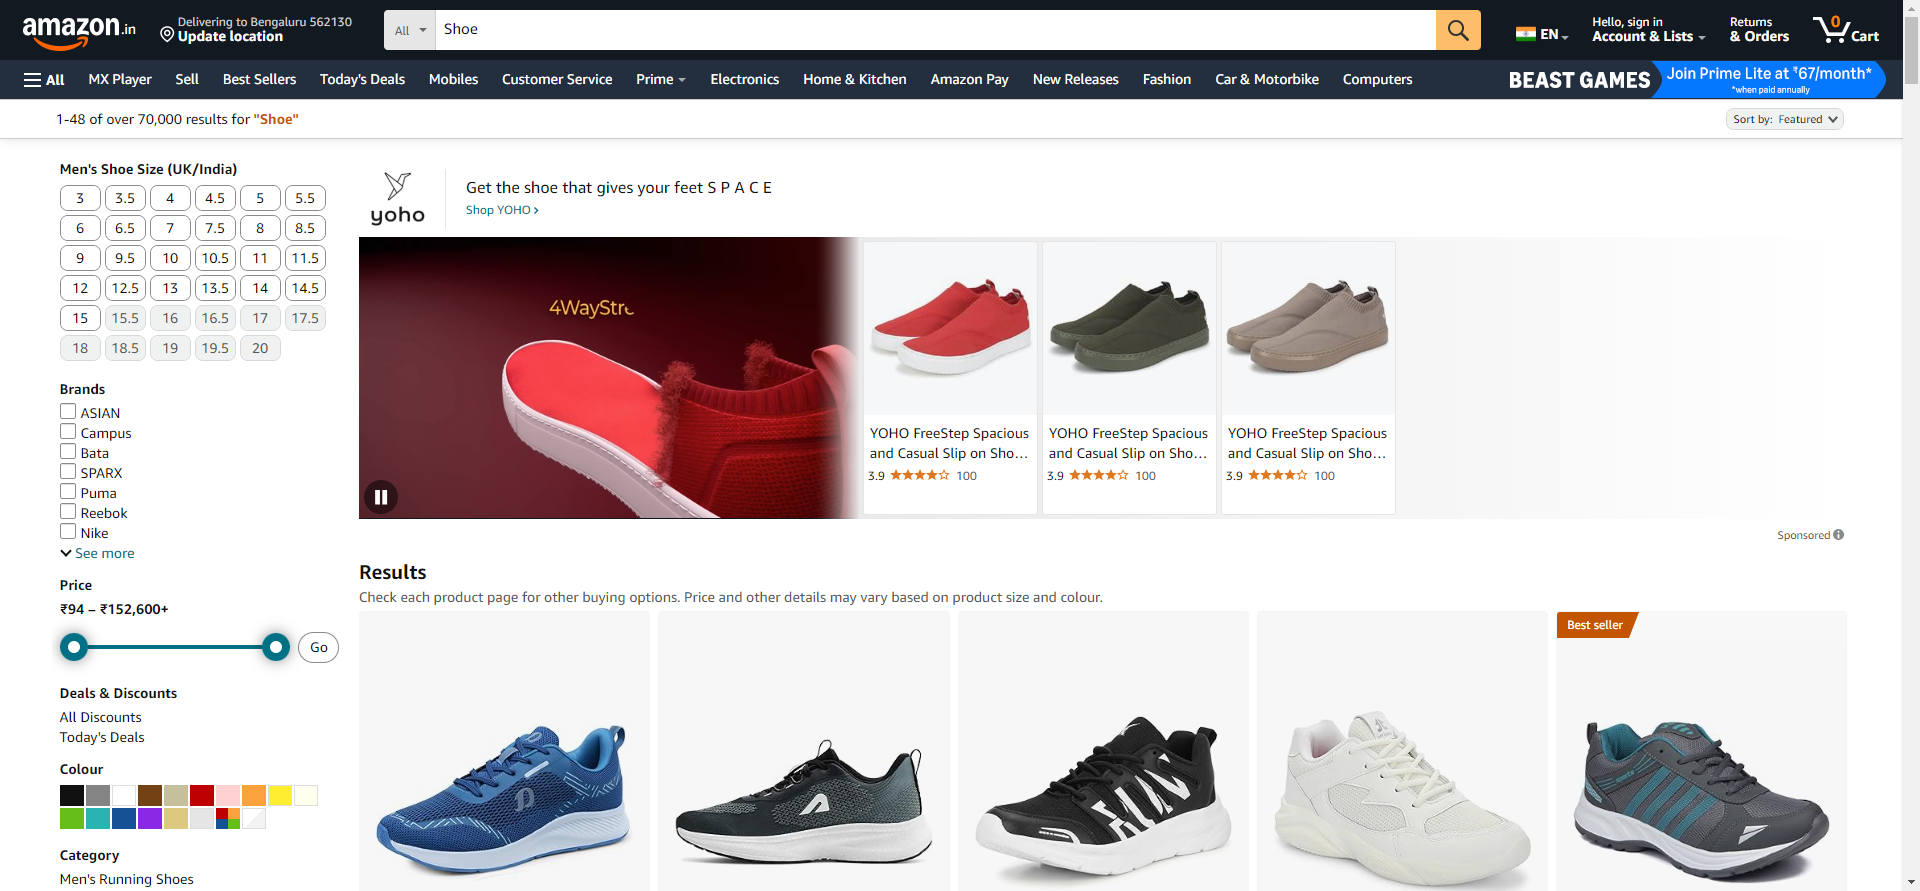 amazon.in
Delivering to Bengaluru 562130
Update location
All
Shoe
EN
Hello, sign in
Account & Lists
Returns
& Orders
0
Cart
All
MX Player
Sell
Best Sellers
Today's Deals
Mobiles
Customer Service
Prime
Electronics
Home & Kitchen
Amazon Pay
New Releases
Fashion
Car & Motorbike
Computers
BEAST GAMES
Join Prime Lite at ₹67/month*
*when paid annually
1-48 of over 70,000 results for "Shoe"
Sort by: Featured
Men's Shoe Size (UK/India)
3 3.5 4 4.5 5 5.5
6 6.5 7 7.5 8 8.5
9 9.5 10 10.5 11 11.5
12 12.5 13 13.5 14 14.5
15 15.5 16 16.5 17 17.5
18 18.5 19 19.5 20
Brands
ASIAN
Campus
Bata
SPARX
Puma
Reebok
Nike
See more
Price
₹94 – ₹152,600+
Go
Deals & Discounts
All Discounts
Today's Deals
Colour
Category
Men's Running Shoes
yoho
Get the shoe that gives your feet S P A C E
Shop YOHO
4WayStr
YOHO FreeStep Spacious
and Casual Slip on Sho...
3.9 100
YOHO FreeStep Spacious
and Casual Slip on Sho...
3.9 100
YOHO FreeStep Spacious
and Casual Slip on Sho...
3.9 100
Sponsored
Results
Check each product page for other buying options. Price and other details may vary based on product size and colour.
Best seller